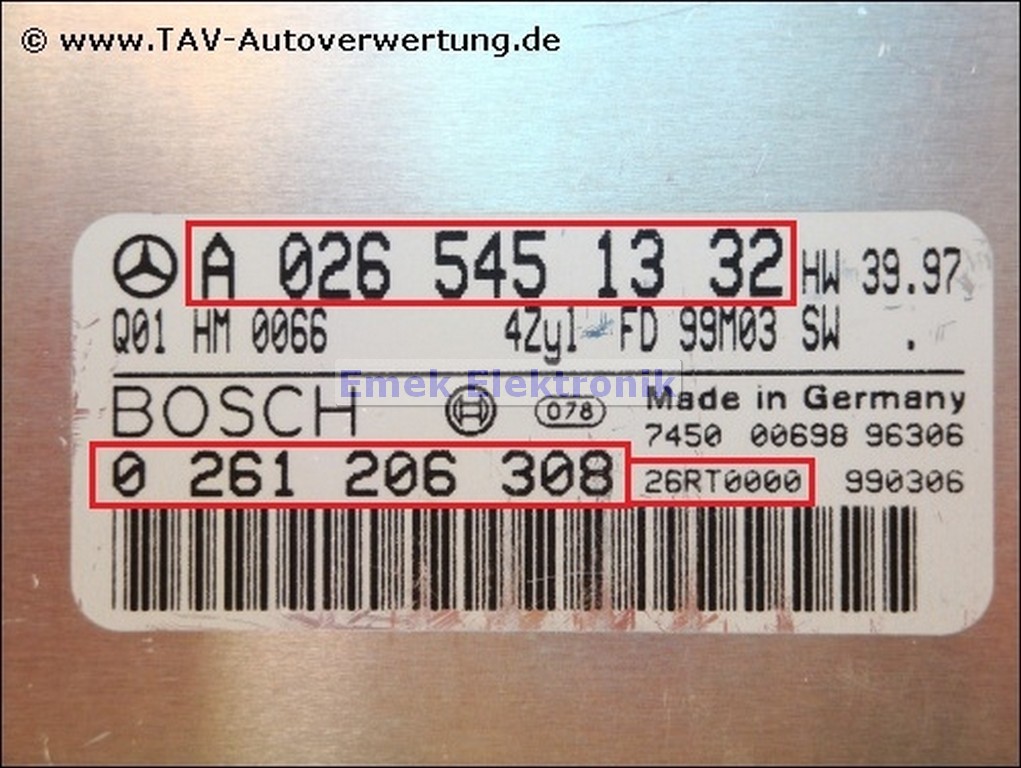 © www.TAV-Autoverwertung.de
A 026 545 13 32 HW 39.97
Q01 HM 0066 4Zyl FD 99M03 SW .
Emek Elektronik
BOSCH 078 Made in Germany
7450 00698 96306
0 261 206 308 26RT0000 990306